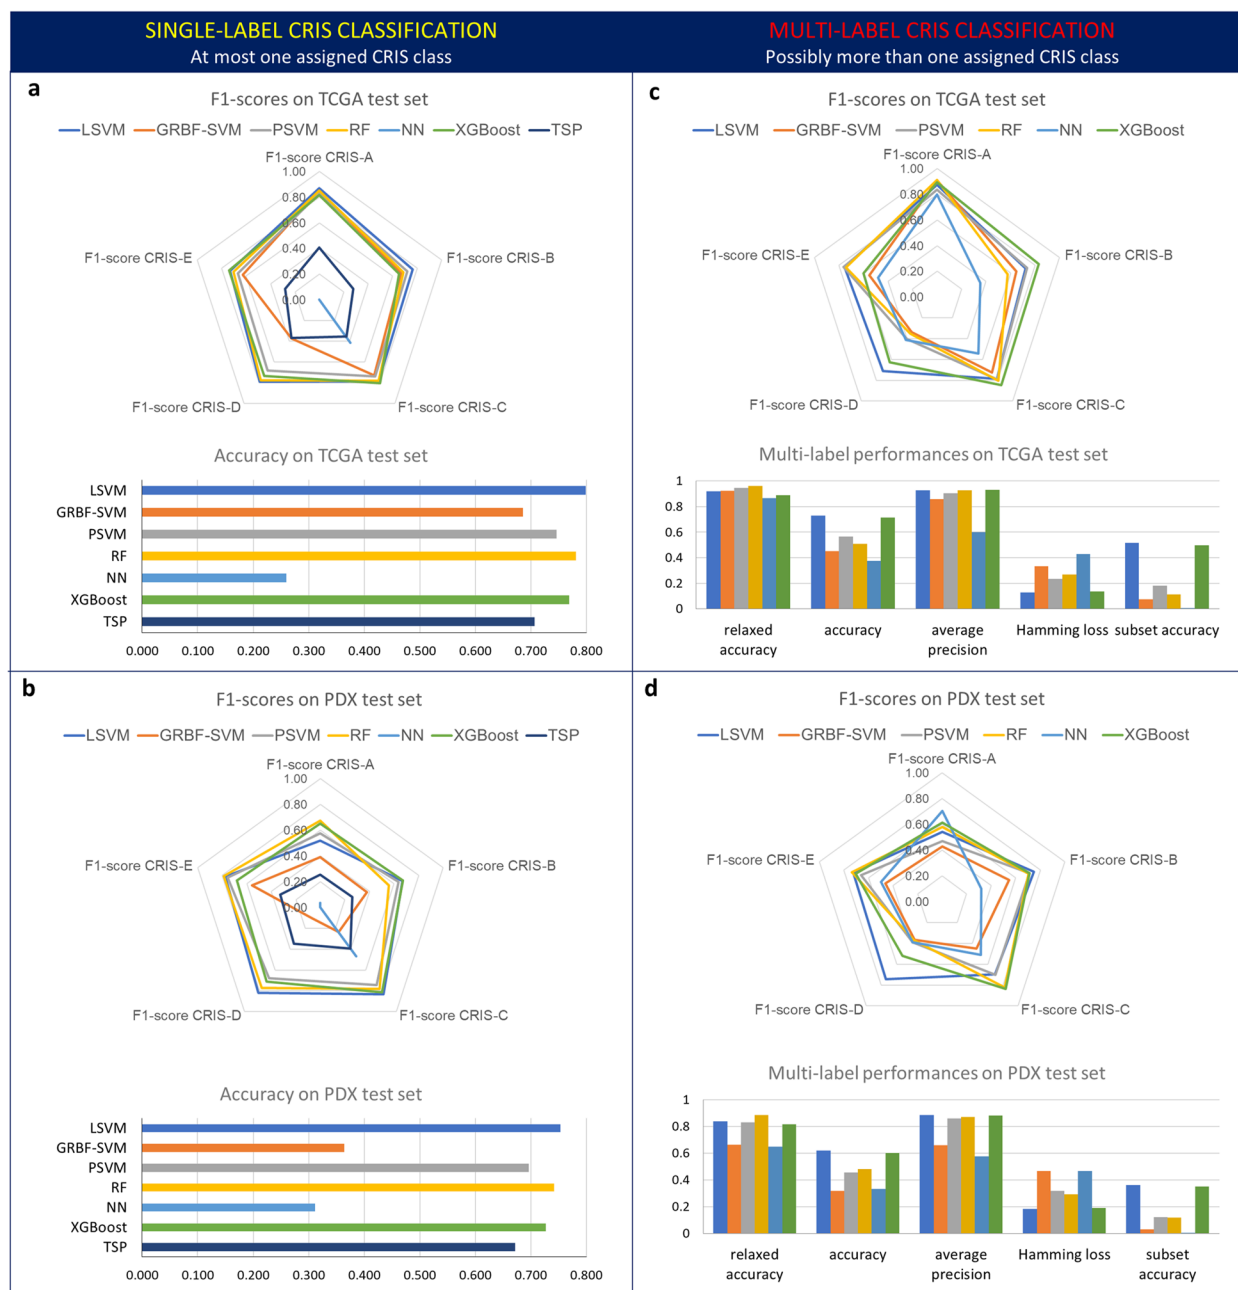 SINGLE-LABEL CRIS CLASSIFICATION
At most one assigned CRIS class
MULTI-LABEL CRIS CLASSIFICATION
Possibly more than one assigned CRIS class
a
F1-scores on TCGA test set
LSVM GRBF-SVM PSVM RF NN XGBoost TSP
F1-score CRIS-A
1.00
0.80
0.60
0.40
0.20
0.00
F1-score CRIS-B
F1-score CRIS-C
F1-score CRIS-D
F1-score CRIS-E
Accuracy on TCGA test set
LSVM
GRBF-SVM
PSVM
RF
NN
XGBoost
TSP
0.000 0.100 0.200 0.300 0.400 0.500 0.600 0.700 0.800
c
F1-scores on TCGA test set
LSVM GRBF-SVM PSVM RF NN XGBoost
F1-score CRIS-A
1.00
0.80
0.60
0.40
0.20
0.00
F1-score CRIS-B
F1-score CRIS-C
F1-score CRIS-D
F1-score CRIS-E
Multi-label performances on TCGA test set
1
0.8
0.6
0.4
0.2
0
relaxed accuracy average Hamming loss subset accuracy
accuracy precision
b
F1-scores on PDX test set
LSVM GRBF-SVM PSVM RF NN XGBoost TSP
F1-score CRIS-A
1.00
0.80
0.60
0.40
0.20
0.00
F1-score CRIS-B
F1-score CRIS-C
F1-score CRIS-D
F1-score CRIS-E
Accuracy on PDX test set
LSVM
GRBF-SVM
PSVM
RF
NN
XGBoost
TSP
0.000 0.100 0.200 0.300 0.400 0.500 0.600 0.700 0.800
d
F1-scores on PDX test set
LSVM GRBF-SVM PSVM RF NN XGBoost
F1-score CRIS-A
1.00
0.80
0.60
0.40
0.20
0.00
F1-score CRIS-B
F1-score CRIS-C
F1-score CRIS-D
F1-score CRIS-E
Multi-label performances on PDX test set
1
0.8
0.6
0.4
0.2
0
relaxed accuracy average Hamming loss subset
accuracy precision accuracy